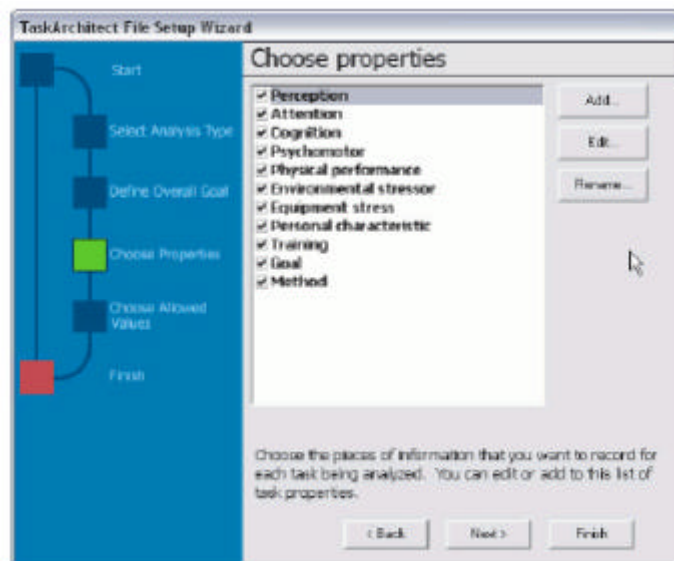 TaskArchitect File Setup Wizard
Start
Select Analysis Type
Define Overall Goal
Choose Properties
Choose Allowed
Values
Finish
Choose properties
Perception
Attention
Cognition
Psychomotor
Physical performance
Environmental stressor
Equipment stress
Personal characteristic
Training
Goal
Method
Add...
Edit...
Rename...
Choose the pieces of information that you want to record for
each task being analyzed. You can edit or add to this list of
task properties.
< Back
Next >
Finish